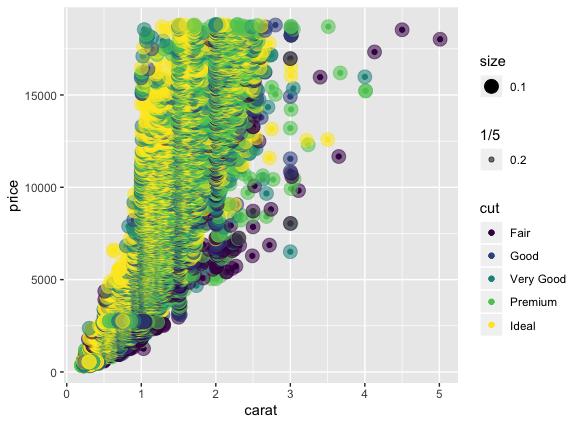 size
0.1
15000
1/5
0.2
10000
price
cut
Fair
Good
5000
Very Good
Premium
Ideal
0
0 1 2 3 4 5
carat